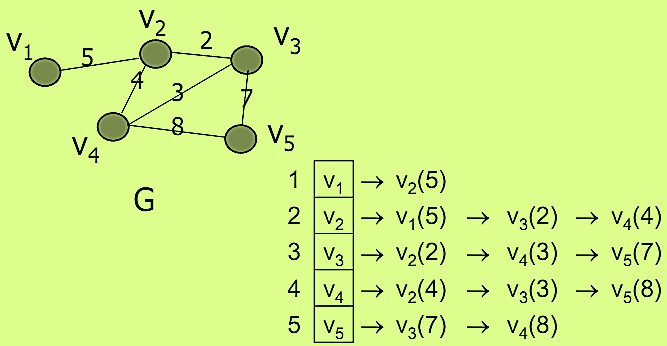 V₂
V₁ 5 2 V₃
4 3 7
V₄ 8 V₅
G
1 v₁ → v₂(5)
2 v₂ → v₁(5) → v₃(2) → v₄(4)
3 v₃ → v₂(2) → v₄(3) → v₅(7)
4 v₄ → v₂(4) → v₃(3) → v₅(8)
5 v₅ → v₃(7) → v₄(8)